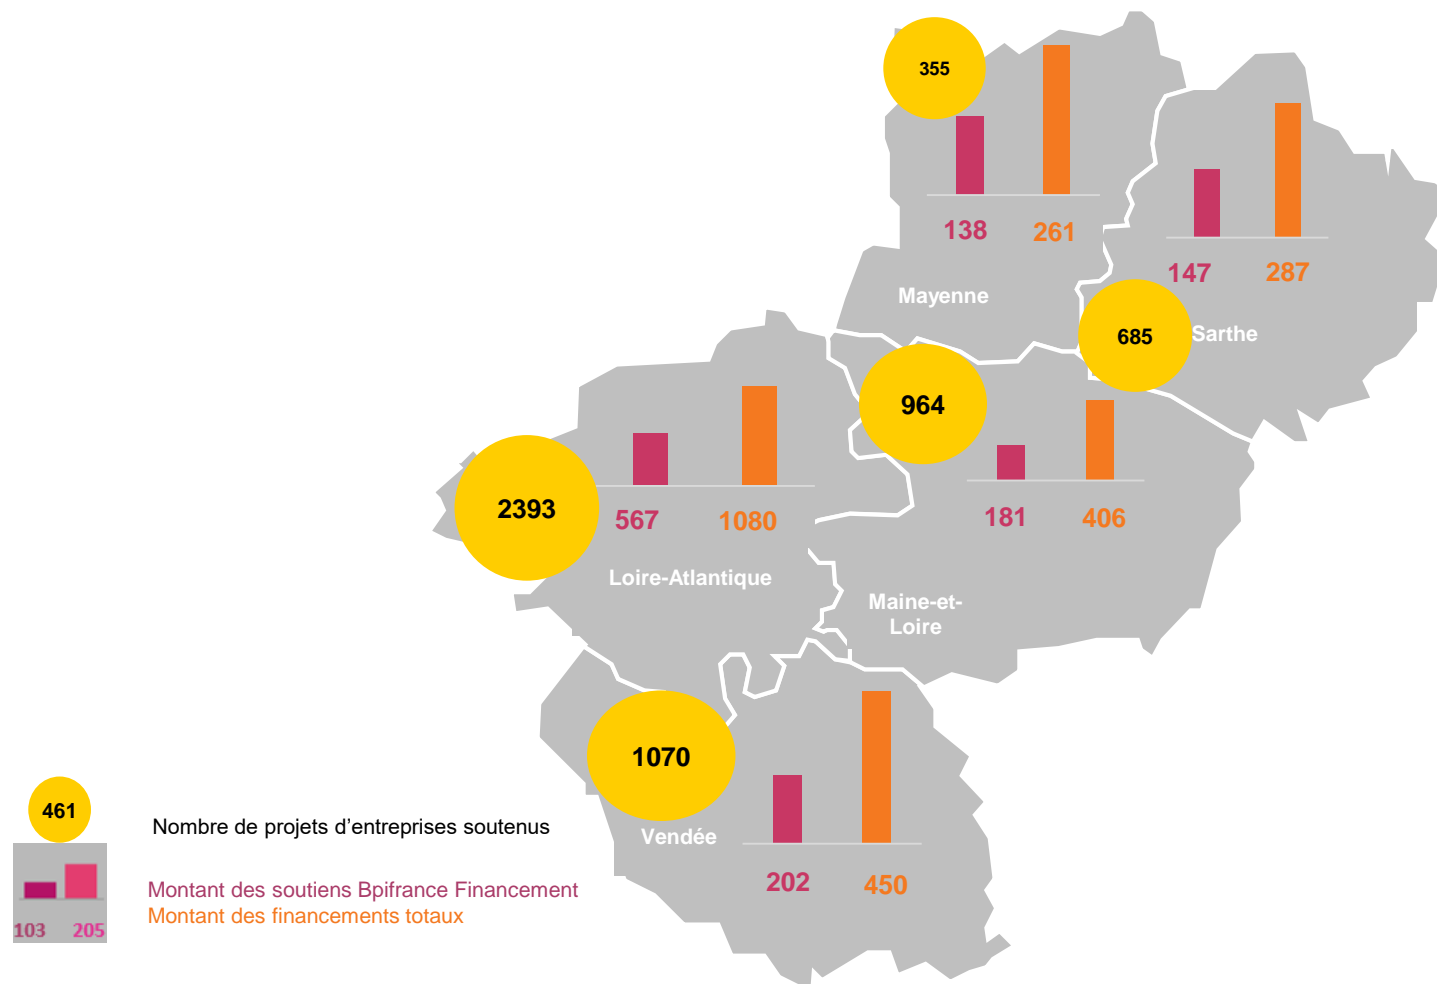 355
138 261
Mayenne
147 287
685
Sarthe
964
181 406
Maine-et-
Loire
2393
567 1080
Loire-Atlantique
1070
Vendée
202 450
461
Nombre de projets d’entreprises soutenus
103 205
Montant des soutiens Bpifrance Financement
Montant des financements totaux